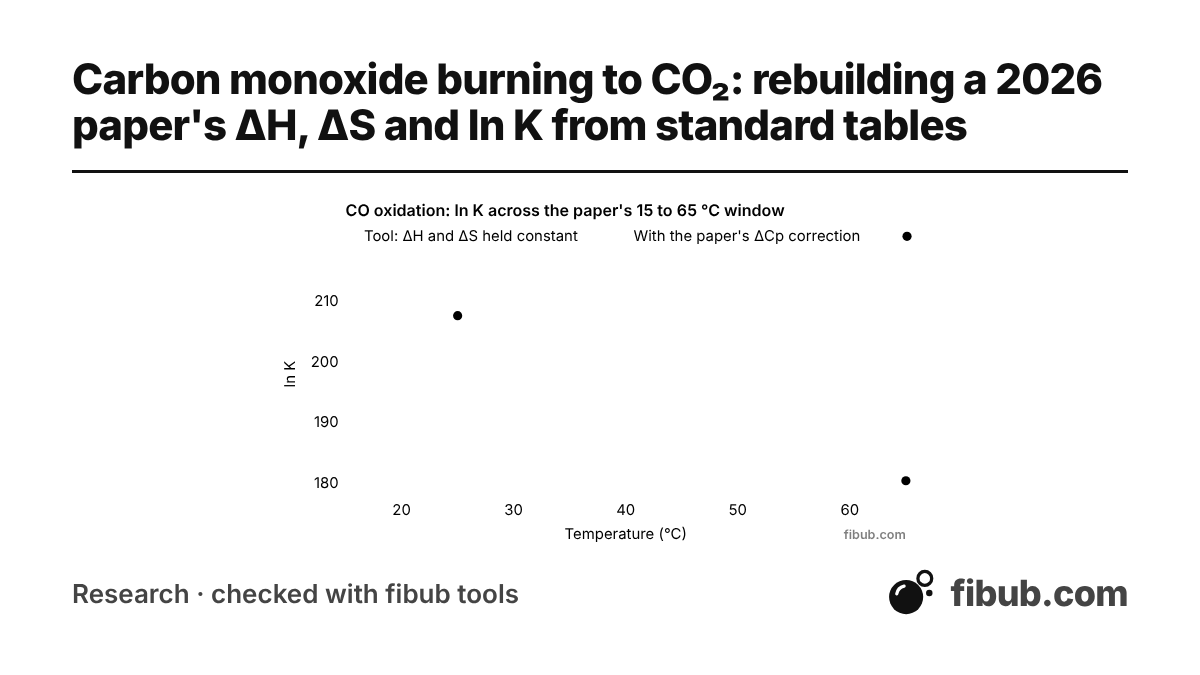 Carbon monoxide burning to CO₂: rebuilding a 2026
paper's ΔH, ΔS and ln K from standard tables
CO oxidation: ln K across the paper's 15 to 65 °C window
Tool: ΔH and ΔS held constant
With the paper's ΔCp correction
210
200
190
180
ln K
20
30
40
50
60
Temperature (°C)
fibub.com
Research · checked with fibub tools
fibub.com